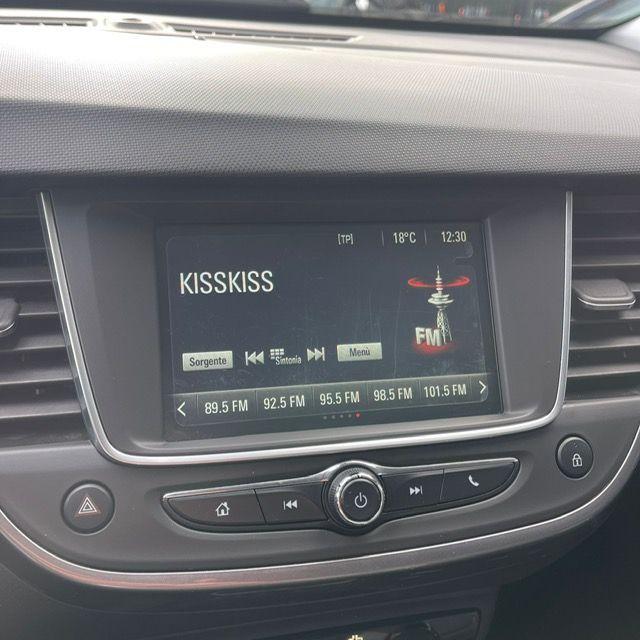 [TP] 18°C 12:30
KISSKISS
FM
Sorgente Sintonia Menù
89.5 FM 92.5 FM 95.5 FM 98.5 FM 101.5 FM